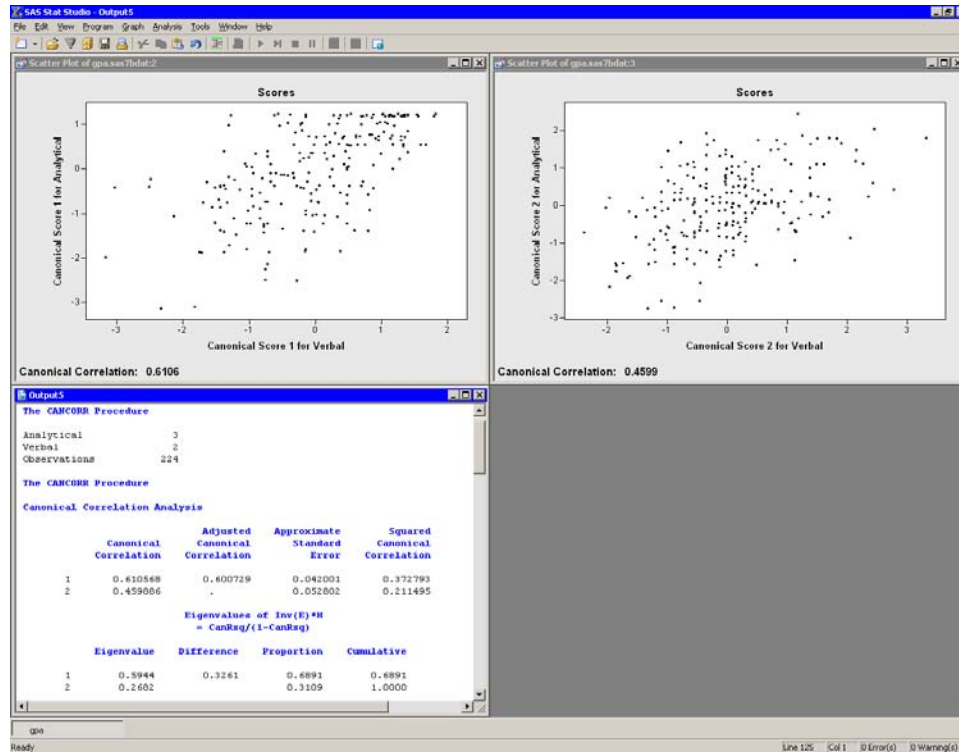 SAS Stat Studio - Output5
File Edit View Program Graph Analysis Tools Window Help
Scatter Plot of gpa.sas7bdat:2
Scores
Canonical Score 1 for Analytical
1
0
-1
-2
-3
-3 -2 -1 0 1 2
Canonical Score 1 for Verbal
Canonical Correlation: 0.6106
Scatter Plot of gpa.sas7bdat:3
Scores
Canonical Score 2 for Analytical
2
1
0
-1
-2
-3
-2 -1 0 1 2 3
Canonical Score 2 for Verbal
Canonical Correlation: 0.4599
Output5
The CANCORR Procedure
Analytical 3
Verbal 2
Observations 224
The CANCORR Procedure
Canonical Correlation Analysis
Adjusted Approximate Squared
Canonical Canonical Standard Canonical
Correlation Correlation Error Correlation
1 0.610568 0.600729 0.042001 0.372793
2 0.459886 . 0.052802 0.211495
Eigenvalues of Inv(E)*H
= CanRsq/(1-CanRsq)
Eigenvalue Difference Proportion Cumulative
1 0.5944 0.3261 0.6891 0.6891
2 0.2682 0.3109 1.0000
gpa
Ready Line 125 Col 1 0 Error(s) 0 Warning(s)